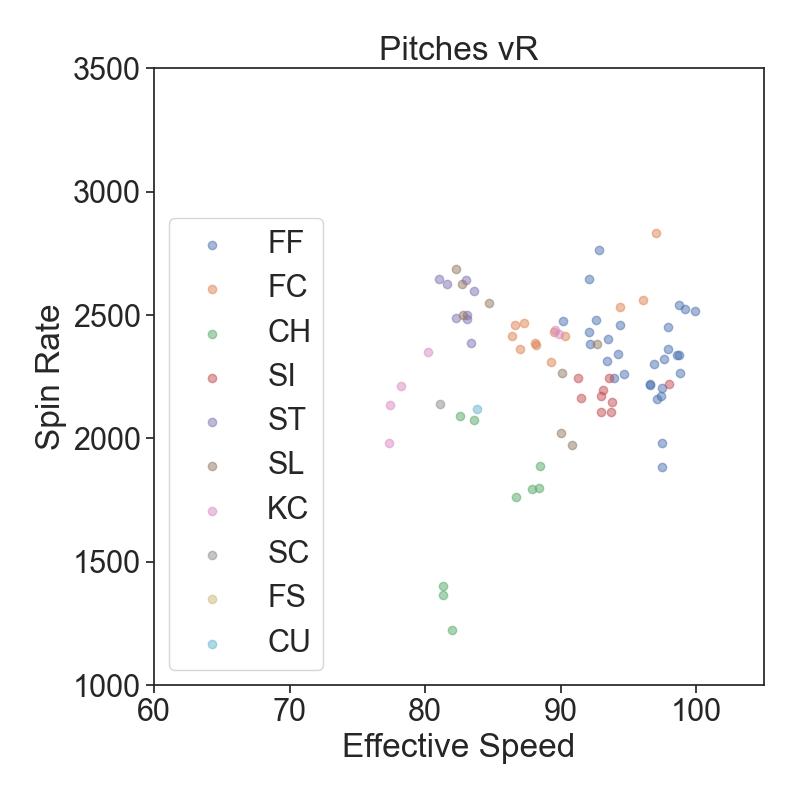 Pitches vR
3500
3000
2500
2000
1500
1000
Spin Rate
FF
FC
CH
SI
ST
SL
KC
SC
FS
CU
60 70 80 90 100
Effective Speed